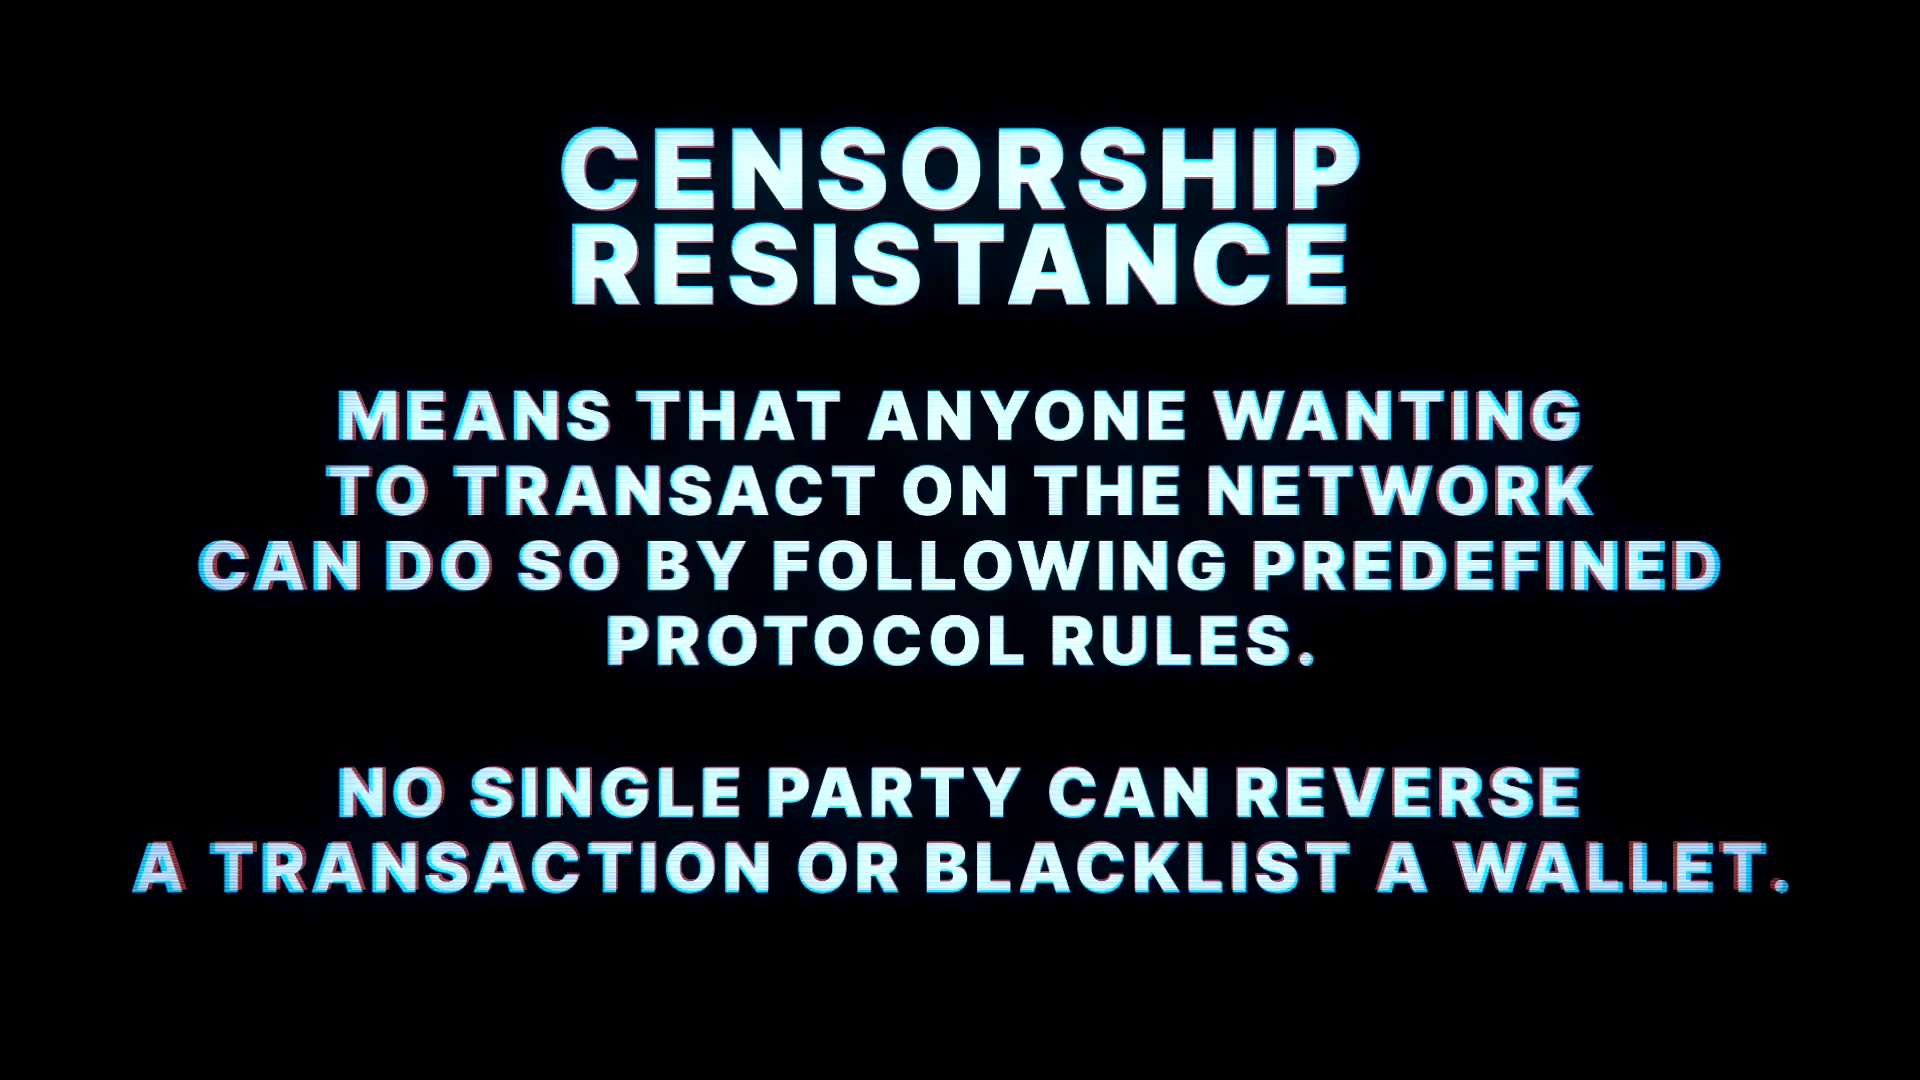 CENSORSHIP
RESISTANCE
MEANS THAT ANYONE WANTING
TO TRANSACT ON THE NETWORK
CAN DO SO BY FOLLOWING PREDEFINED
PROTOCOL RULES.
NO SINGLE PARTY CAN REVERSE
A TRANSACTION OR BLACKLIST A WALLET.